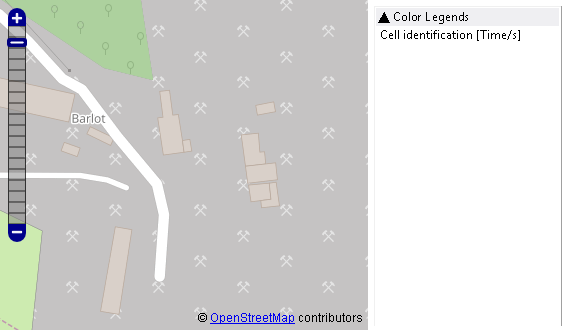 Color Legends
Cell identification [Time/s]
Barlot
© OpenStreetMap contributors